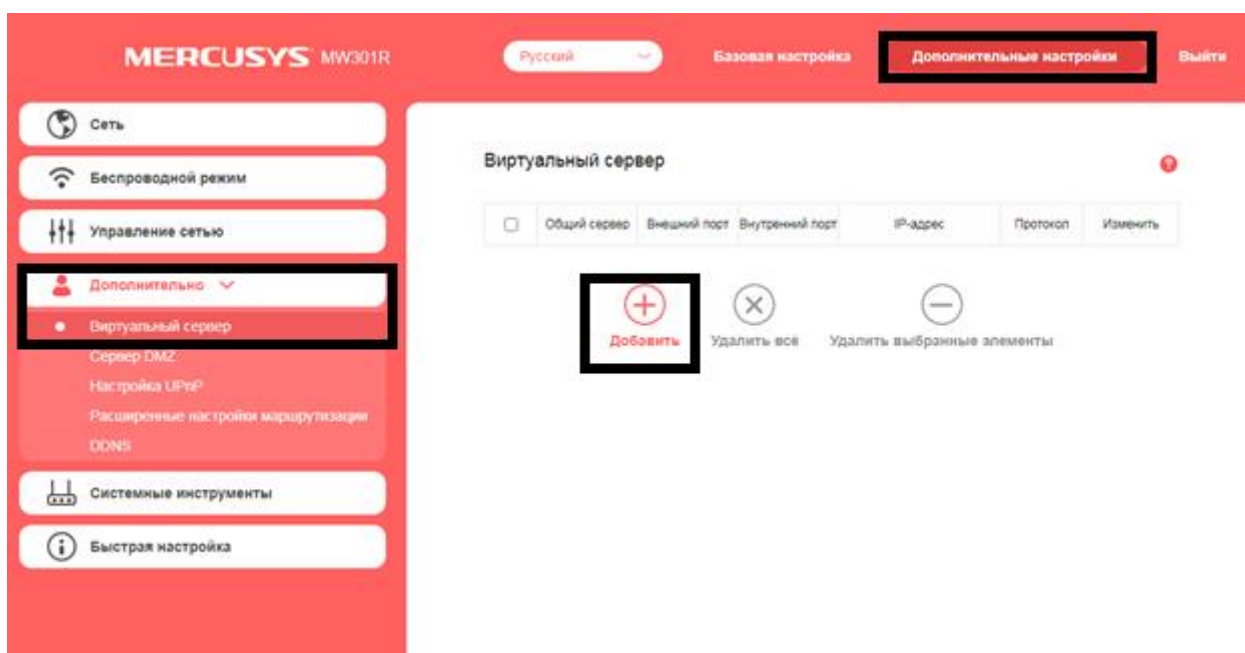 MERCUSYS MW301R
Русский
Базовая настройка
Дополнительные настройки
Выйти
Сеть
Беспроводной режим
Управление сетью
Дополнительно
Виртуальный сервер
Сервер DMZ
Настройка UPnP
Расширенные настройки маршрутизации
DDNS
Системные инструменты
Быстрая настройка
Виртуальный сервер
?
Общий сервер Внешний порт Внутренний порт IP-адрес Протокол Изменить
Добавить Удалить всё Удалить выбранные элементы